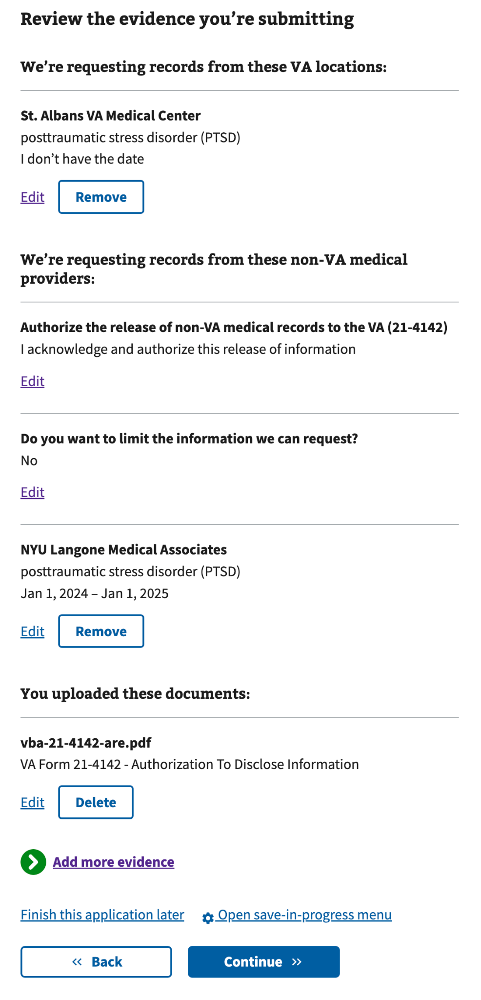 Review the evidence you’re submitting
We’re requesting records from these VA locations:
St. Albans VA Medical Center
posttraumatic stress disorder (PTSD)
I don’t have the date
Edit Remove
We’re requesting records from these non-VA medical
providers:
Authorize the release of non-VA medical records to the VA (21-4142)
I acknowledge and authorize this release of information
Edit
Do you want to limit the information we can request?
No
Edit
NYU Langone Medical Associates
posttraumatic stress disorder (PTSD)
Jan 1, 2024 – Jan 1, 2025
Edit Remove
You uploaded these documents:
vba-21-4142-are.pdf
VA Form 21-4142 - Authorization To Disclose Information
Edit Delete
Add more evidence
Finish this application later Open save-in-progress menu
Back Continue